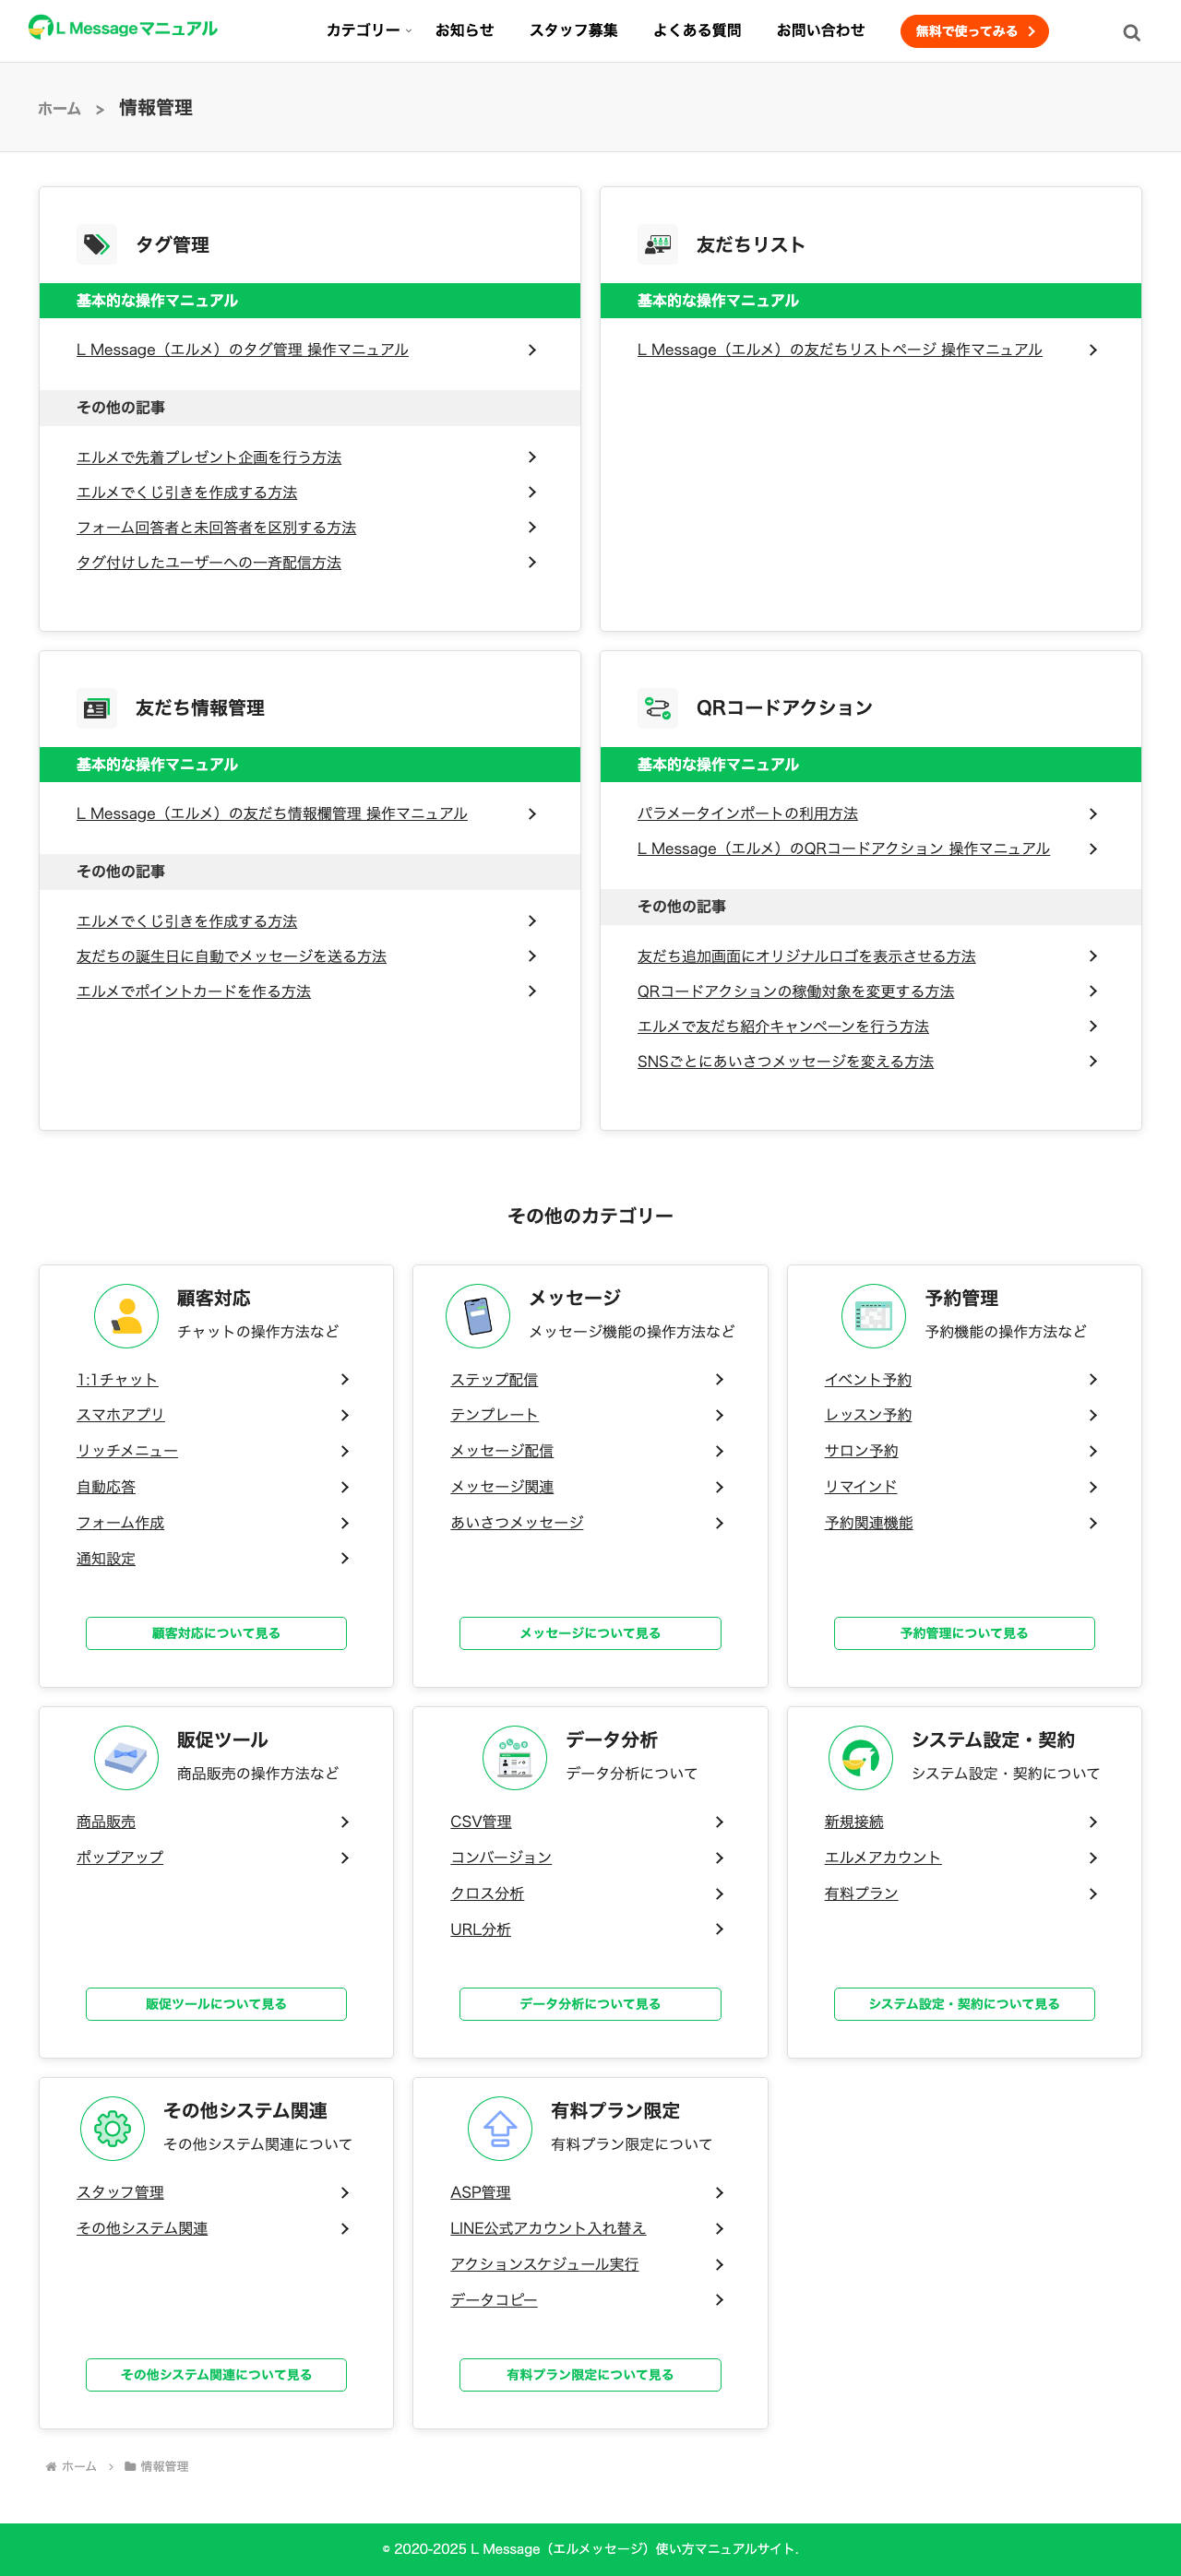 L Messageマニュアル
カテゴリー
お知らせ
スタッフ募集
よくある質問
お問い合わせ
無料で使ってみる
ホーム > 情報管理
タグ管理
基本的な操作マニュアル
L Message（エルメ）のタグ管理 操作マニュアル
その他の記事
エルメで先着プレゼント企画を行う方法
エルメでくじ引きを作成する方法
フォーム回答者と未回答者を区別する方法
タグ付けしたユーザーへの一斉配信方法
友だちリスト
基本的な操作マニュアル
L Message（エルメ）の友だちリストページ 操作マニュアル
友だち情報管理
基本的な操作マニュアル
L Message（エルメ）の友だち情報欄管理 操作マニュアル
その他の記事
エルメでくじ引きを作成する方法
友だちの誕生日に自動でメッセージを送る方法
エルメでポイントカードを作る方法
QRコードアクション
基本的な操作マニュアル
パラメータインポートの利用方法
L Message（エルメ）のQRコードアクション 操作マニュアル
その他の記事
友だち追加画面にオリジナルロゴを表示させる方法
QRコードアクションの稼働対象を変更する方法
エルメで友だち紹介キャンペーンを行う方法
SNSごとにあいさつメッセージを変える方法
その他のカテゴリー
顧客対応
チャットの操作方法など
1:1チャット
スマホアプリ
リッチメニュー
自動応答
フォーム作成
通知設定
顧客対応について見る
メッセージ
メッセージ機能の操作方法など
ステップ配信
テンプレート
メッセージ配信
メッセージ関連
あいさつメッセージ
メッセージについて見る
予約管理
予約機能の操作方法など
イベント予約
レッスン予約
サロン予約
リマインド
予約関連機能
予約管理について見る
販促ツール
商品販売の操作方法など
商品販売
ポップアップ
販促ツールについて見る
データ分析
データ分析について
CSV管理
コンバージョン
クロス分析
URL分析
データ分析について見る
システム設定・契約
システム設定・契約について
新規接続
エルメアカウント
有料プラン
システム設定・契約について見る
その他システム関連
その他システム関連について
スタッフ管理
その他システム関連
その他システム関連について見る
有料プラン限定
有料プラン限定について
ASP管理
LINE公式アカウント入れ替え
アクションスケジュール実行
データコピー
有料プラン限定について見る
ホーム > 情報管理
© 2020-2025 L Message（エルメッセージ）使い方マニュアルサイト.